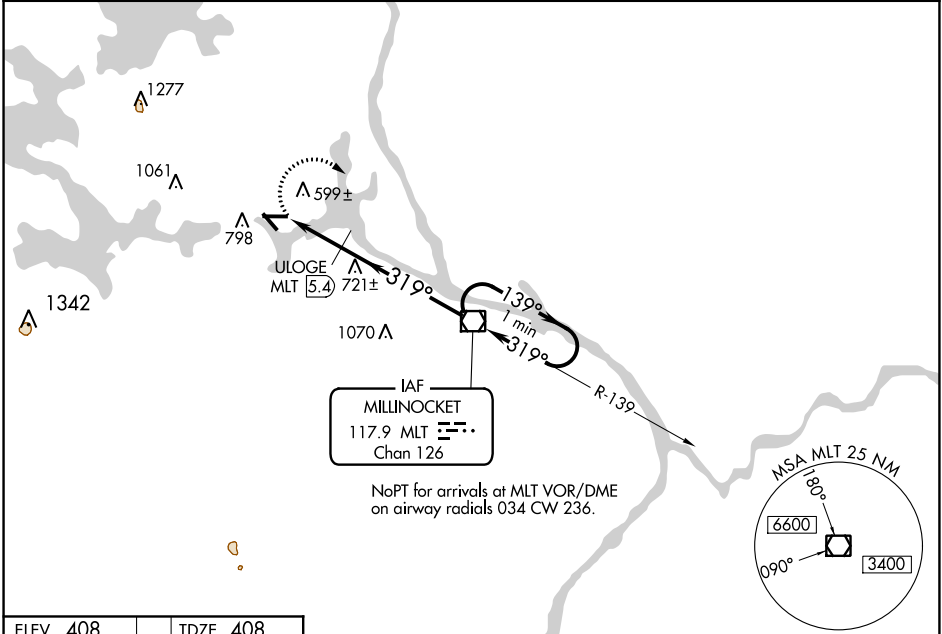 1277
1061
599±
798
ULOGE
MLT 5.4
721±
319°
139°
1 min
319°
1342
1070
R-139
IAF
MILLINOCKET
117.9 MLT
Chan 126
NoPT for arrivals at MLT VOR/DME
on airway radials 034 CW 236.
MSA MLT 25 NM
180°
6600
090°
3400
ELEV 408
TDZE 408